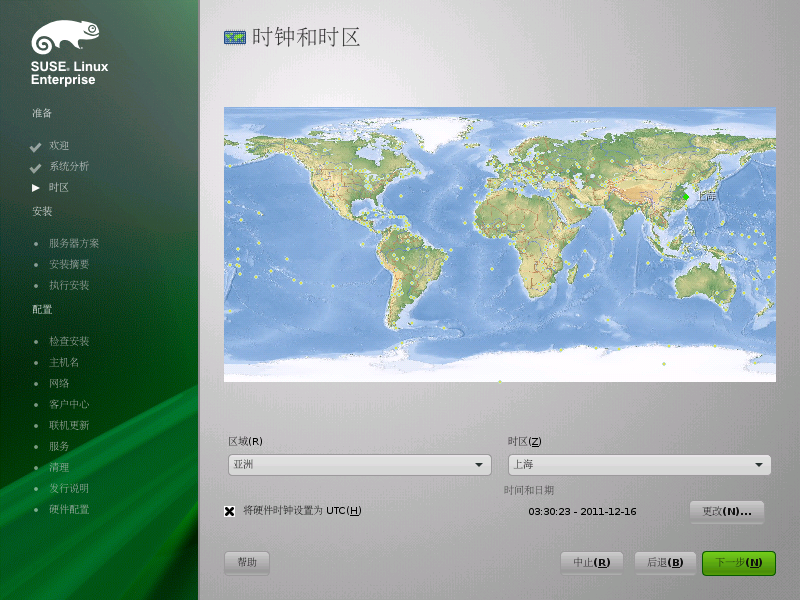 SUSE. Linux
Enterprise
准备
欢迎
系统分析
时区
安装
服务器方案
安装摘要
执行安装
配置
检查安装
主机名
网络
客户中心
联机更新
服务
清理
发行说明
硬件配置
时钟和时区
上海
区域(R)
亚洲
时区(Z)
上海
时间和日期
将硬件时钟设置为 UTC(H)
03:30:23 - 2011-12-16
更改(N)...
帮助
中止(R)
后退(B)
下一步(N)